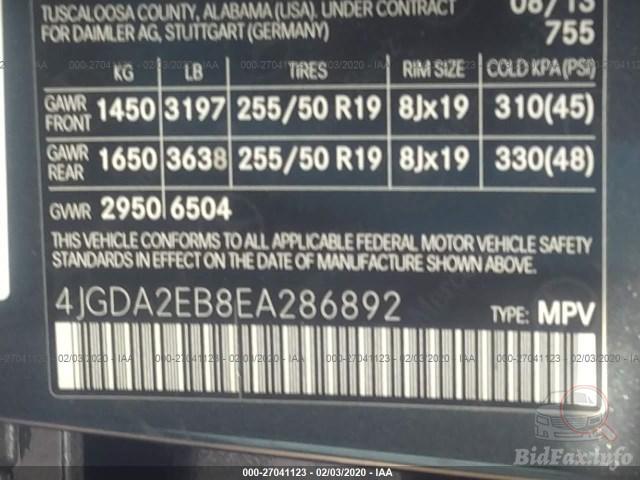 TUSCALOOSA COUNTY, ALABAMA (USA). UNDER CONTRACT 08/13
FOR DAIMLER AG, STUTTGART (GERMANY) 755
KG LB TIRES RIM SIZE COLD KPA(PSI)
GAWR FRONT 1450 3197 255/50 R19 8Jx19 310(45)
GAWR REAR 1650 3638 255/50 R19 8Jx19 330(48)
GVWR 2950 6504
THIS VEHICLE CONFORMS TO ALL APPLICABLE FEDERAL MOTOR VEHICLE SAFETY
STANDARDS IN EFFECT ON THE DATE OF MANUFACTURE SHOWN ABOVE.
4JGDA2EB8EA286892 TYPE: MPV
BidFax.Info
000-27041123 - 02/03/2020 - IAA